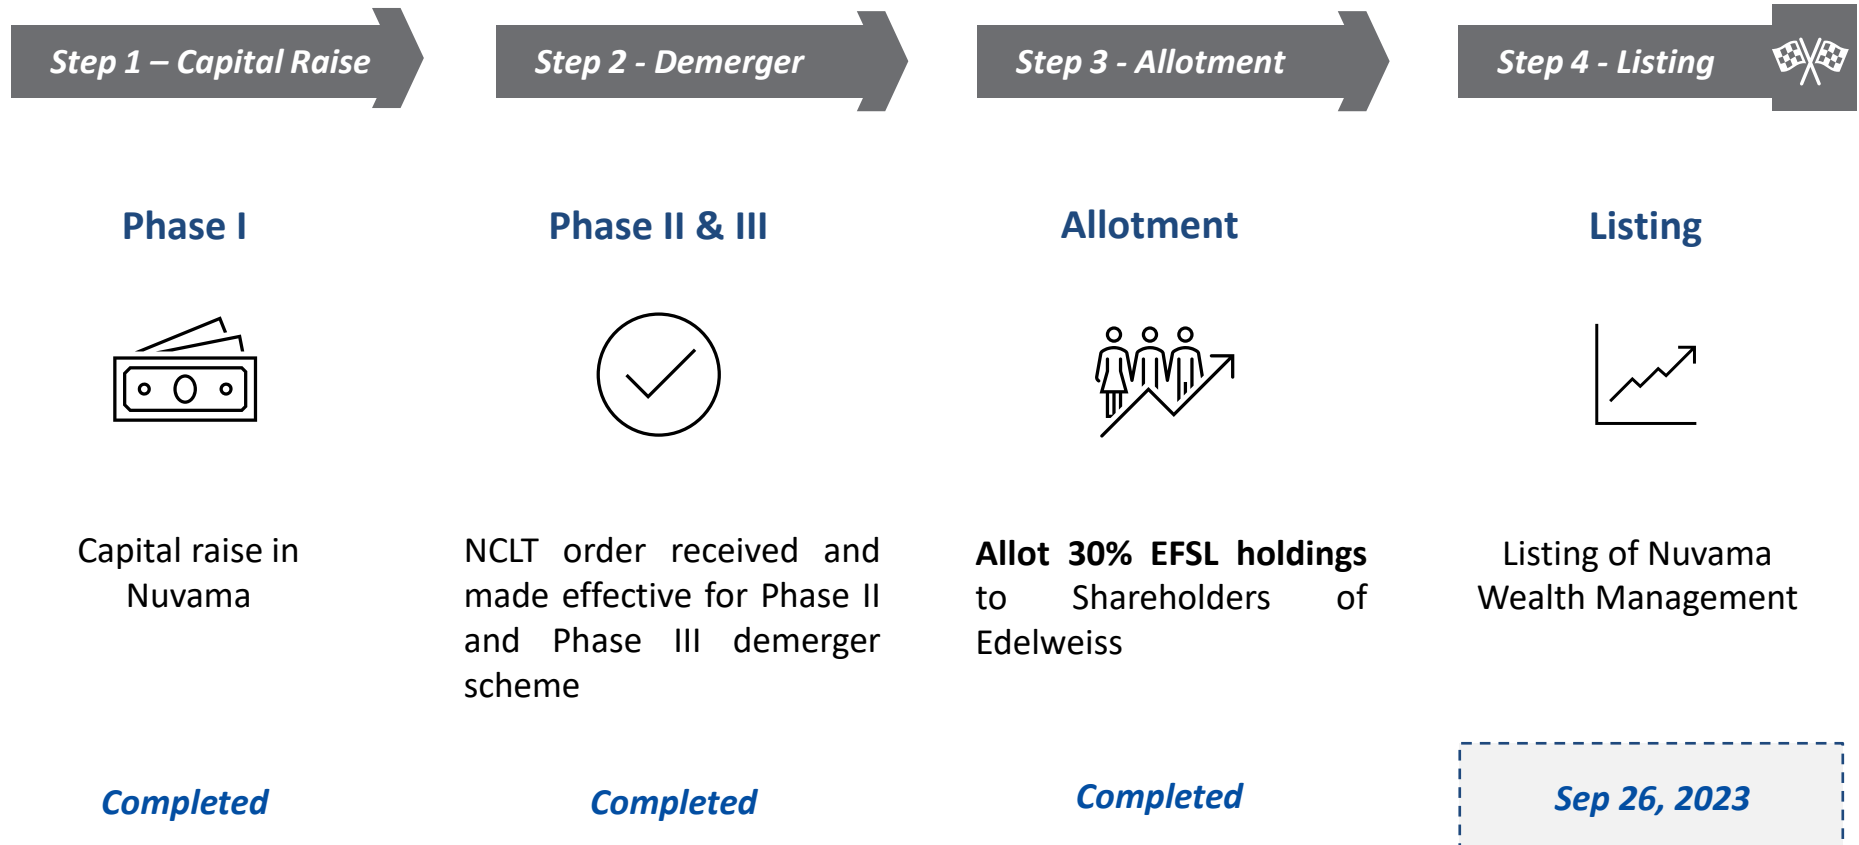 Step 1 – Capital Raise
Step 2 - Demerger
Step 3 - Allotment
Step 4 - Listing
Phase I
Phase II & III
Allotment
Listing
Capital raise in
Nuvama
NCLT order received and
made effective for Phase II
and Phase III demerger
scheme
Allot 30% EFSL holdings
to Shareholders of
Edelweiss
Listing of Nuvama
Wealth Management
Completed
Completed
Completed
Sep 26, 2023